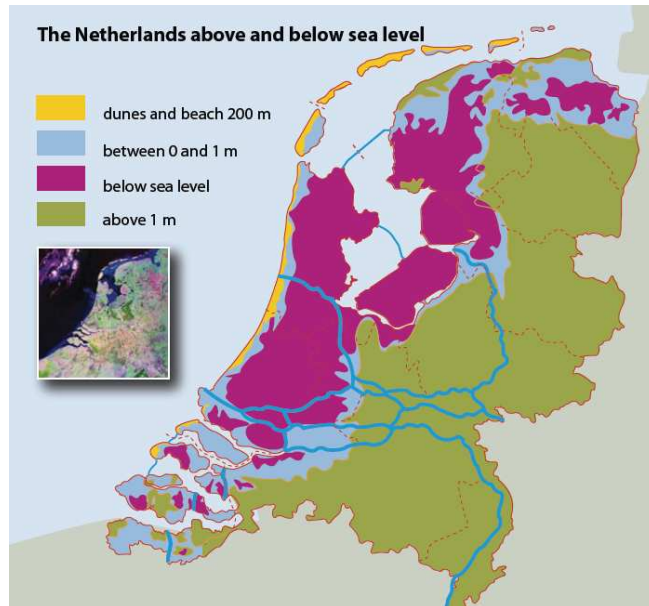 The Netherlands above and below sea level
dunes and beach 200 m
between 0 and 1 m
below sea level
above 1 m